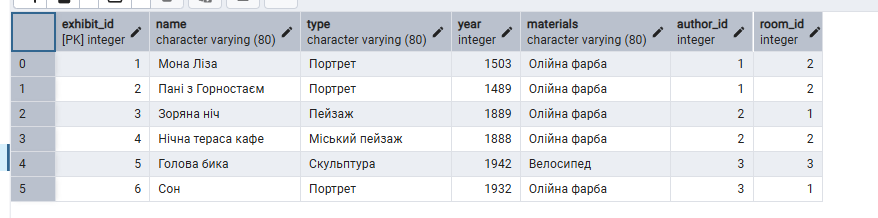 exhibit_id name type year materials author_id room_id
[PK] integer character varying (80) character varying (80) integer character varying (80) integer integer
0 1 Мона Ліза Портрет 1503 Олійна фарба 1 2
1 2 Пані з Горностаєм Портрет 1489 Олійна фарба 1 2
2 3 Зоряна ніч Пейзаж 1889 Олійна фарба 2 1
3 4 Нічна тераса кафе Міський пейзаж 1888 Олійна фарба 2 2
4 5 Голова бика Скульптура 1942 Велосипед 3 3
5 6 Сон Портрет 1932 Олійна фарба 3 1